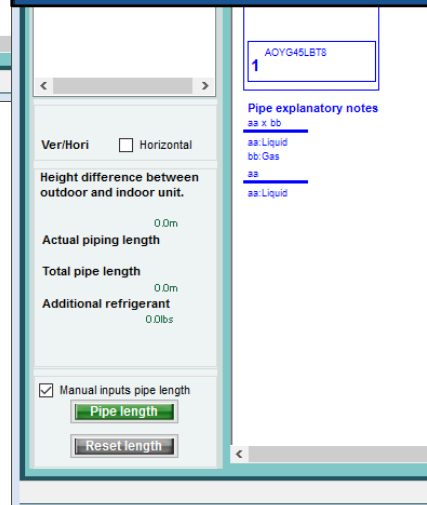 Ver/Hori Horizontal
Height difference between
outdoor and indoor unit.
0.0m
Actual piping length
Total pipe length
0.0m
Additional refrigerant
0.0lbs
Manual inputs pipe length
Pipe length
Reset length
AOYG45LBT8
1
Pipe explanatory notes
aa x bb
aa:Liquid
bb:Gas
aa
aa:Liquid